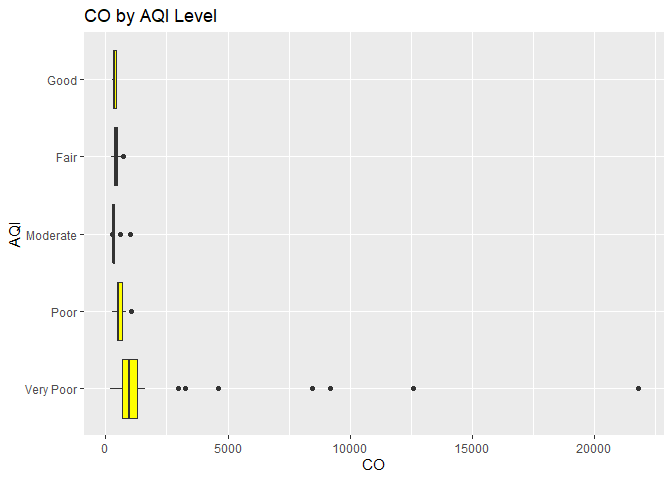 CO by AQI Level
AQI
Good
Fair
Moderate
Poor
Very Poor
0 5000 10000 15000 20000
CO